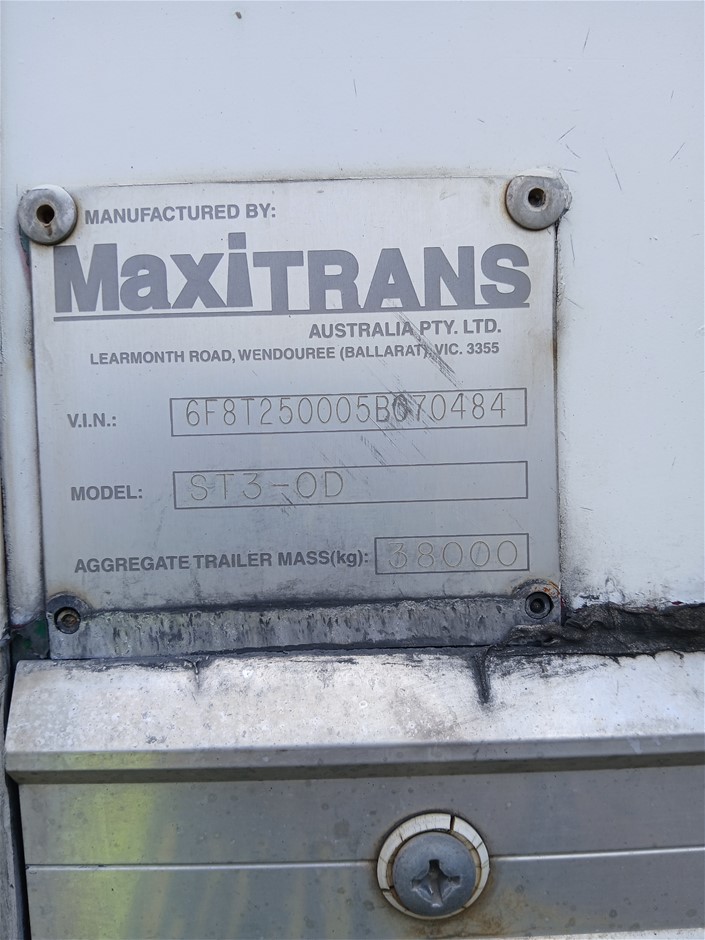 MANUFACTURED BY:
MaxiTRANS
AUSTRALIA PTY. LTD.
LEARMONTH ROAD, WENDOUREE (BALLARAT), VIC. 3355
V.I.N.: 6F8T250005B070484
MODEL: ST3-OD
AGGREGATE TRAILER MASS(kg): 38000